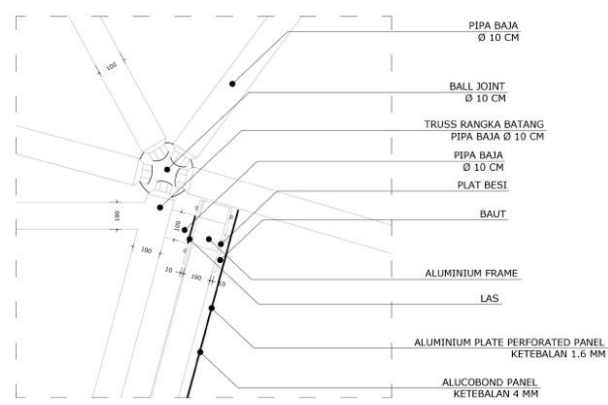 PIPA BAJA
Ø 10 CM
BALL JOINT
Ø 10 CM
TRUSS RANGKA BATANG
PIPA BAJA Ø 10 CM
PIPA BAJA
Ø 10 CM
PLAT BESI
BAUT
ALUMINIUM FRAME
LAS
ALUMINIUM PLATE PERFORATED PANEL
KETEBALAN 1.6 MM
ALUCOBOND PANEL
KETEBALAN 4 MM
100
100
100
100
10
100